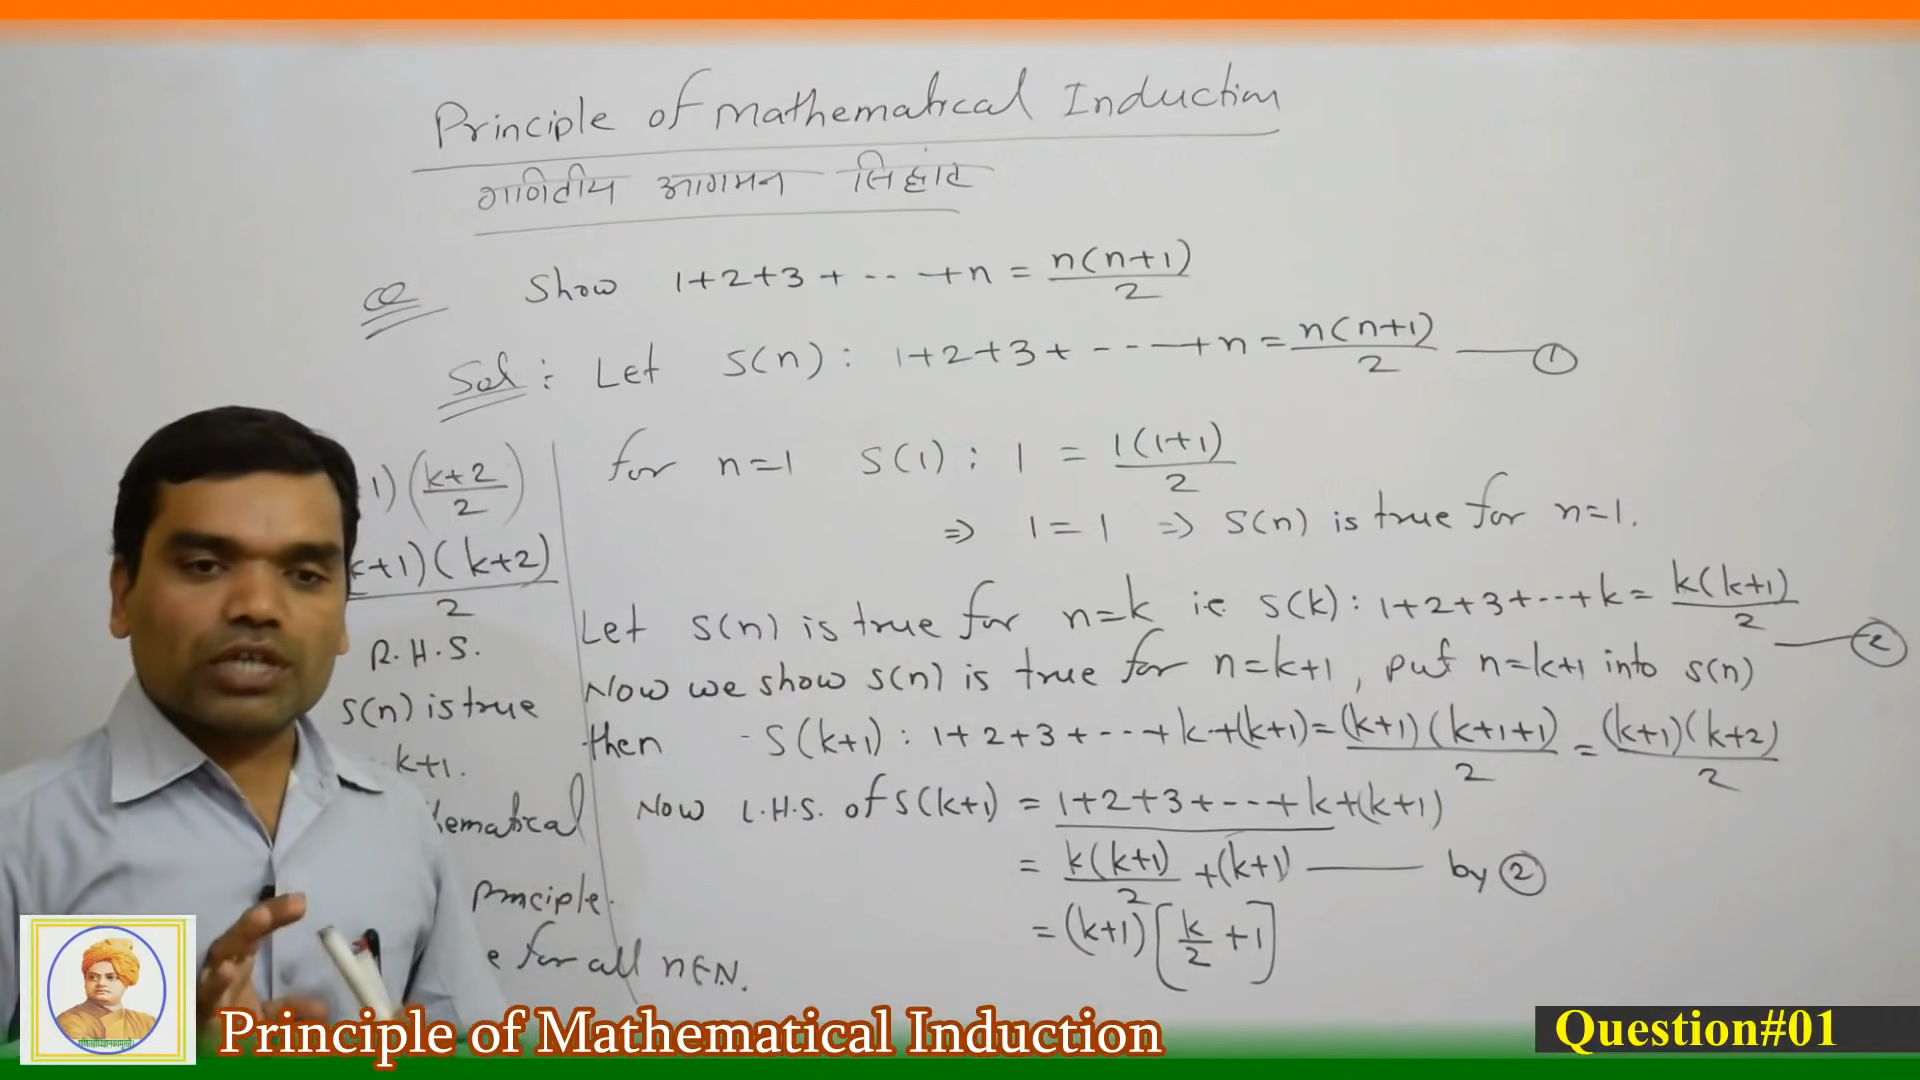 Principle of Mathematical Induction
गणितीय आगमन सिद्धांत
Q Show 1+2+3+ -- +n = n(n+1)/2
Sol : Let S(n) : 1+2+3+ ---- +n = n(n+1)/2 —— ①
for n=1 S(1) : 1 = 1(1+1)/2
⇒ 1=1 ⇒ S(n) is true for n=1.
Let S(n) is true for n=k i.e S(k) : 1+2+3+--+k = k(k+1)/2 —— ②
Now we show S(n) is true for n=k+1, put n=k+1 into S(n)
then S(k+1) : 1+2+3+--+k+(k+1) = (k+1)(k+1+1)/2 = (k+1)(k+2)/2
Now L.H.S. of S(k+1) = 1+2+3+--+k+(k+1)
= k(k+1)/2 +(k+1) —— by ②
= (k+1)[k/2 +1]
1)(k+2/2)
k+1)(k+2)/2
R.H.S.
S(n) is true
k+1.
principle.
for all n∈N.
Principle of Mathematical Induction
Question#01